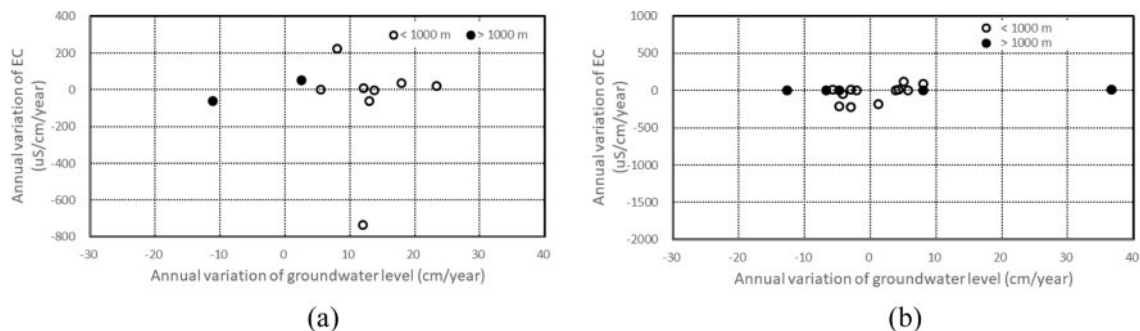 Annual variation of EC
(uS/cm/year)
400
200
0
-200
-400
-600
-800
< 1000 m > 1000 m
-30 -20 -10 0 10 20 30 40
Annual variation of groundwater level (cm/year)
(a)
Annual variation of EC
(uS/cm/year)
1000
500
0
-500
-1000
-1500
-2000
< 1000 m
> 1000 m
-30 -20 -10 0 10 20 30 40
Annual variation of groundwater level (cm/year)
(b)